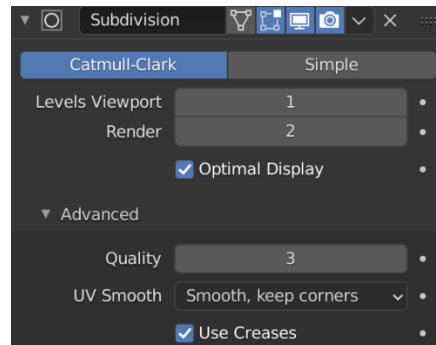 Subdivision
Catmull-Clark Simple
Levels Viewport 1
Render 2
Optimal Display
Advanced
Quality 3
UV Smooth Smooth, keep corners
Use Creases